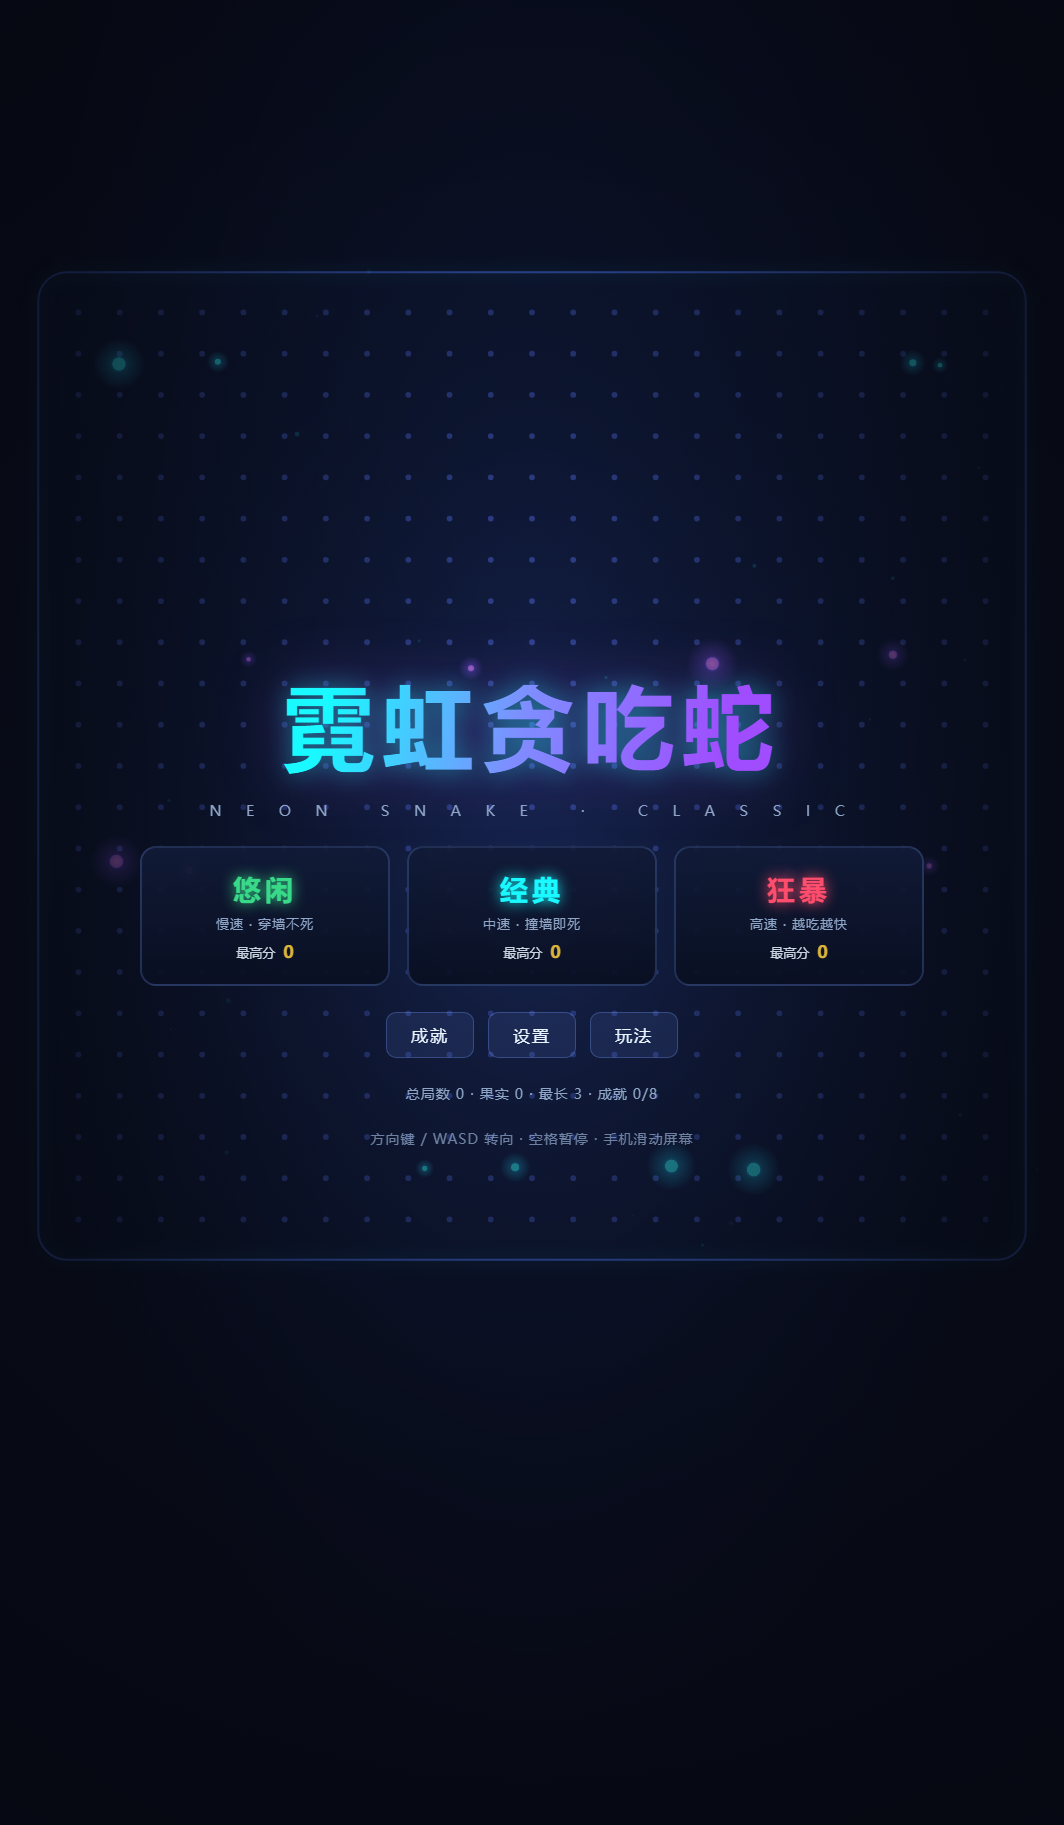 霓虹贪吃蛇
NEON SNAKE · CLASSIC
悠闲
慢速 · 穿墙不死
最高分 0
经典
中速 · 撞墙即死
最高分 0
狂暴
高速 · 越吃越快
最高分 0
成就
设置
玩法
总局数 0 · 果实 0 · 最长 3 · 成就 0/8
方向键 / WASD 转向 · 空格暂停 · 手机滑动屏幕